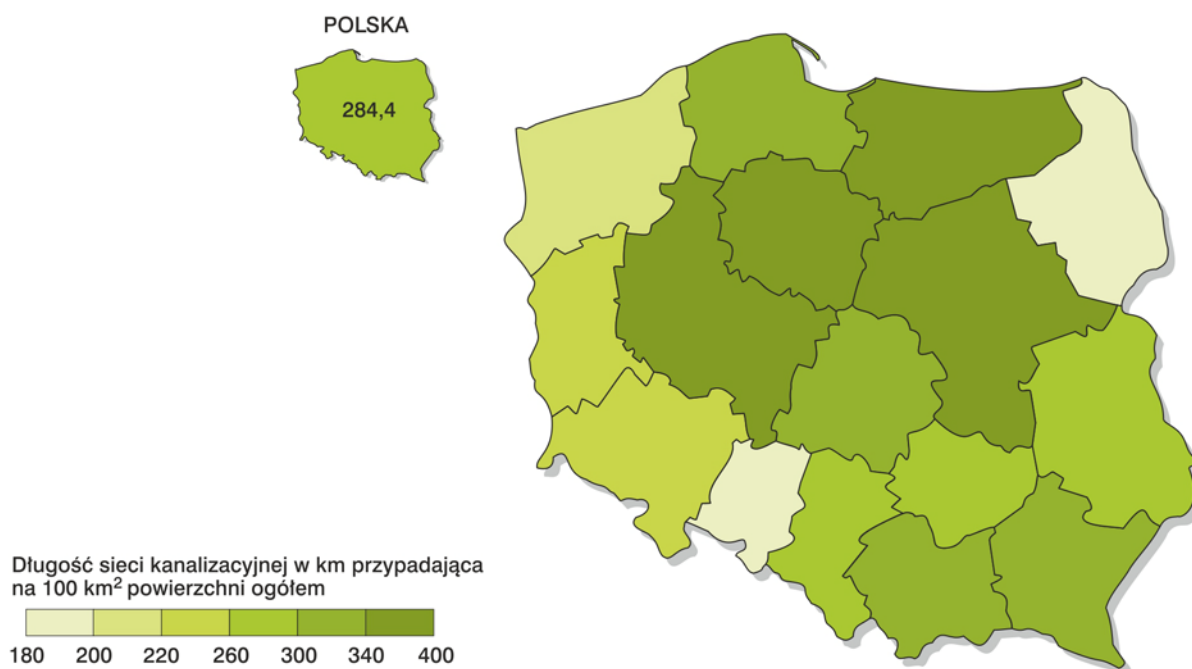 POLSKA
284,4
Długość sieci kanalizacyjnej w km przypadająca
na 100 km² powierzchni ogółem
180 200 220 260 300 340 400